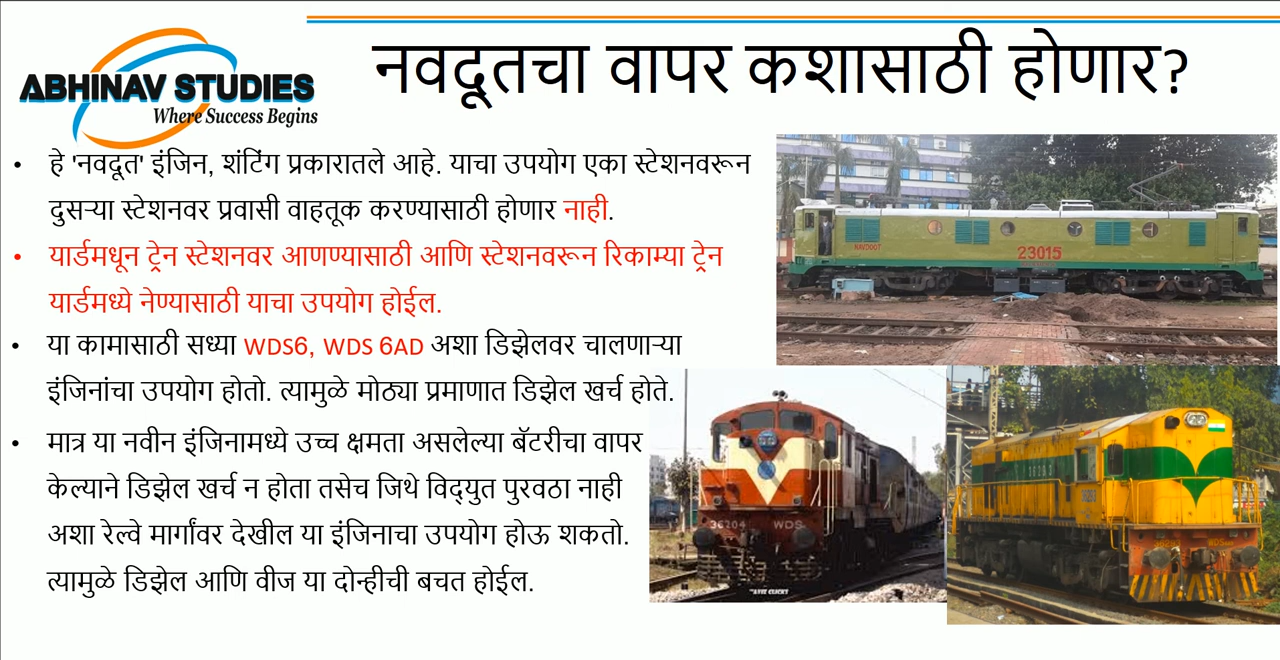 ABHINAV STUDIES
Where Success Begins
नवदूतचा वापर कशासाठी होणार?
• हे 'नवदूत' इंजिन, शंटिंग प्रकारातले आहे. याचा उपयोग एका स्टेशनवरून
दुसऱ्या स्टेशनवर प्रवासी वाहतूक करण्यासाठी होणार नाही.
• यार्डमधून ट्रेन स्टेशनवर आणण्यासाठी आणि स्टेशनवरून रिकाम्या ट्रेन
यार्डमध्ये नेण्यासाठी याचा उपयोग होईल.
• या कामासाठी सध्या WDS6, WDS 6AD अशा डिझेलवर चालणाऱ्या
इंजिनांचा उपयोग होतो. त्यामुळे मोठ्या प्रमाणात डिझेल खर्च होते.
• मात्र या नवीन इंजिनामध्ये उच्च क्षमता असलेल्या बॅटरीचा वापर
केल्याने डिझेल खर्च न होता तसेच जिथे विद्युत पुरवठा नाही
अशा रेल्वे मार्गांवर देखील या इंजिनाचा उपयोग होऊ शकतो.
त्यामुळे डिझेल आणि वीज या दोन्हीची बचत होईल.
NAVDOOT
23015
36204 WDS